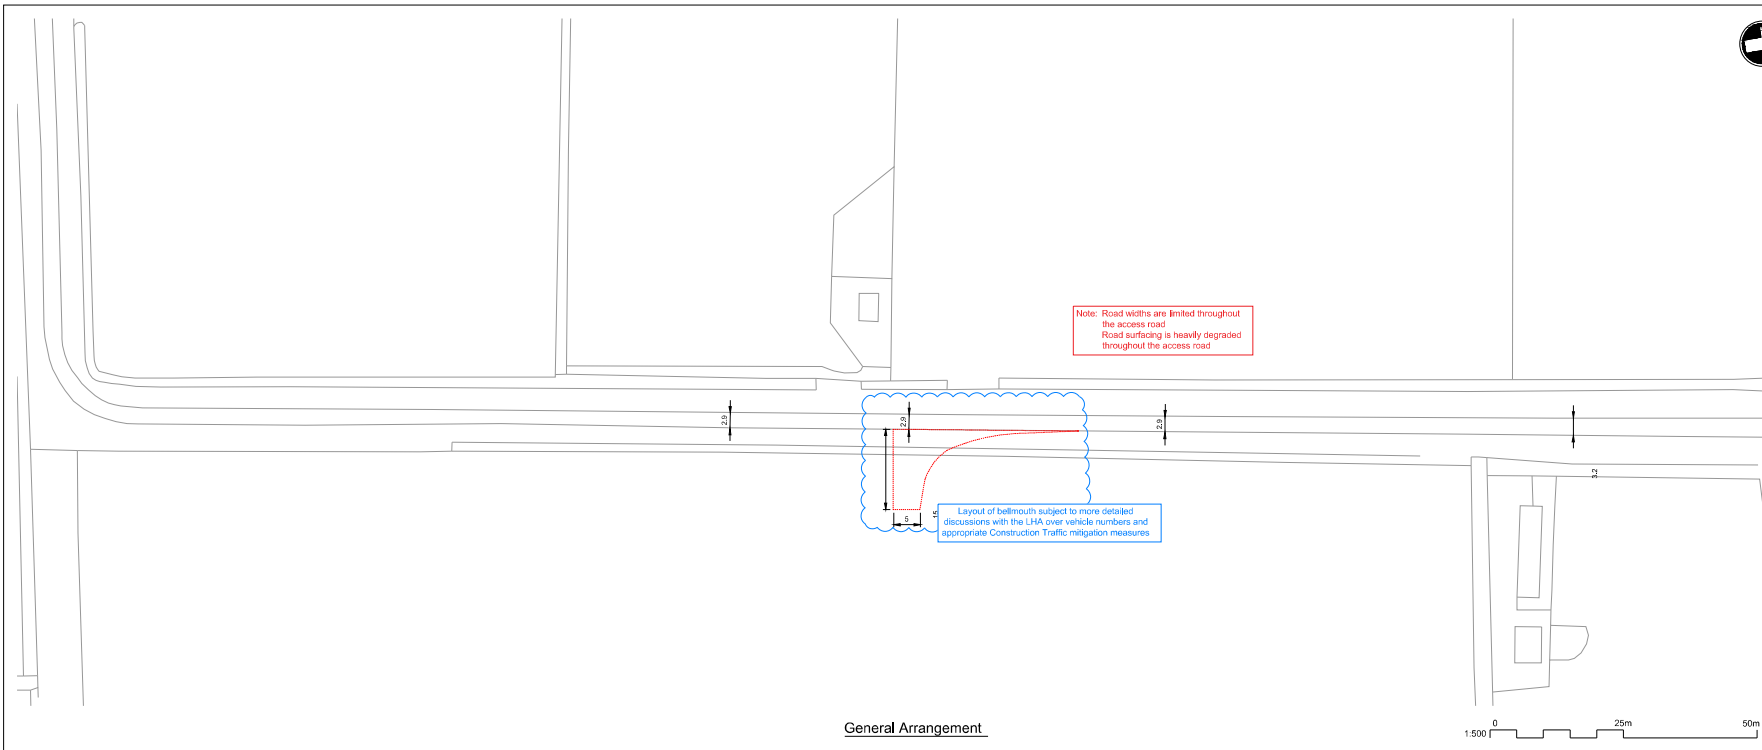 Note: Road widths are limited throughout
the access road
Road surfacing is heavily degraded
throughout the access road
2.9
2.9
2.9
3.2
15
5
Layout of bellmouth subject to more detailed
discussions with the LHA over vehicle numbers and
appropriate Construction Traffic mitigation measures
General Arrangement
1:500
0
25m
50m